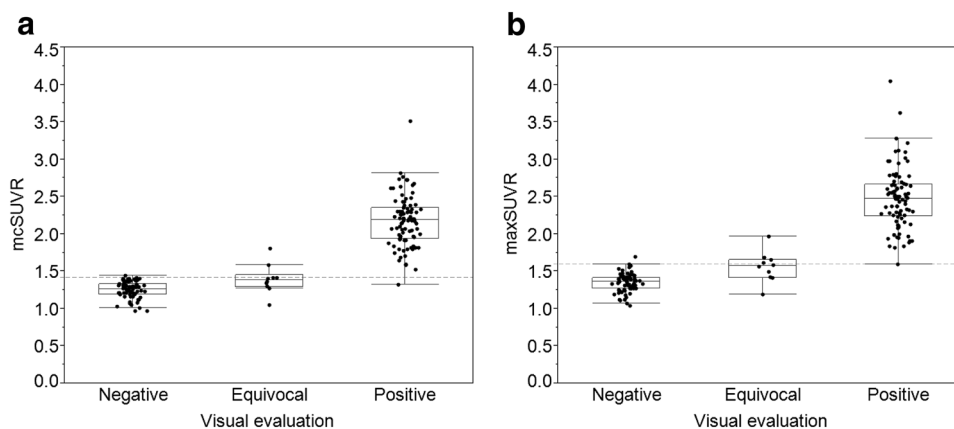 a
4.5
4.0
3.5
3.0
2.5
2.0
1.5
1.0
0.5
0.0
mcSUVR
Negative Equivocal Positive
Visual evaluation
b
4.5
4.0
3.5
3.0
2.5
2.0
1.5
1.0
0.5
0.0
maxSUVR
Negative Equivocal Positive
Visual evaluation